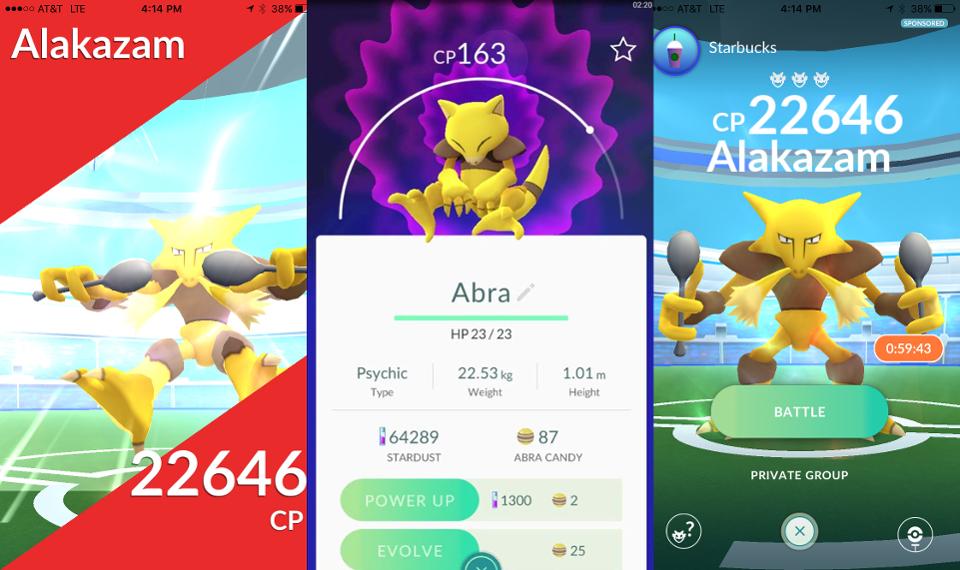 ●●●○○ AT&T LTE 4:14 PM 38%
Alakazam
22646
CP
02:20
CP163
Abra
HP 23 / 23
Psychic 22.53 kg 1.01 m
Type Weight Height
64289 87
STARDUST ABRA CANDY
POWER UP 1300 2
EVOLVE 25
●●○○ AT&T LTE 4:14 PM 38%
SPONSORED
Starbucks
CP 22646
Alakazam
0:59:43
BATTLE
PRIVATE GROUP
?